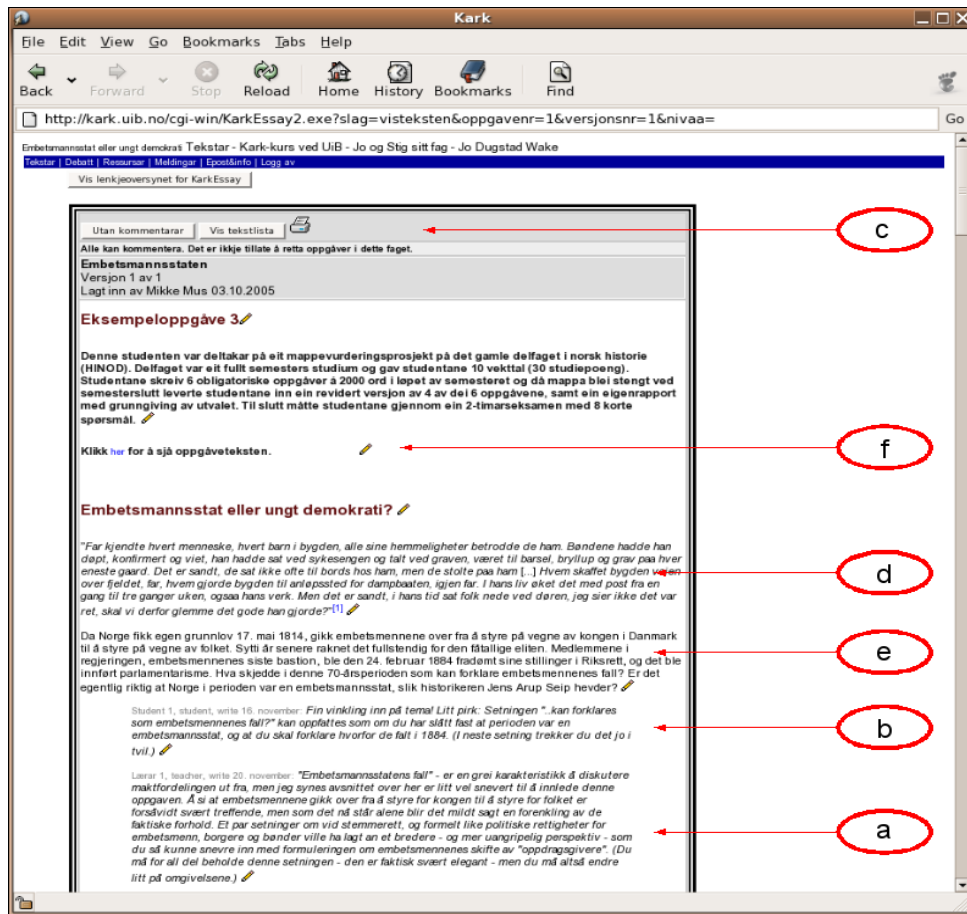 Kark
File Edit View Go Bookmarks Tabs Help
Back Forward Stop Reload Home History Bookmarks Find
http://kark.uib.no/cgi-win/KarkEssay2.exe?slag=visteksten&oppgavenr=1&versjonsnr=1&nivaa= Go
Embetsmannsstat eller ungt demokrati Tekstar - Kark-kurs ved UiB - Jo og Stig sitt fag - Jo Dugstad Wake
Tekstar | Debatt | Ressursar | Meldingar | Epost&info | Logg av
Vis lenkjeoversynet for KarkEssay
Utan kommentarar Vis tekstlista
c
Alle kan kommentera. Det er ikkje tillate å retta oppgåver i dette faget.
Embetsmannsstaten
Versjon 1 av 1
Lagt inn av Mikke Mus 03.10.2005
Eksempeloppgåve 3
Denne studenten var deltakar på eit mappevurderingsprosjekt på det gamle delfaget i norsk historie
(HINOD). Delfaget var eit fullt semesters studium og gav studentane 10 vekttal (30 studiepoeng).
Studentane skreiv 6 obligatoriske oppgåver à 2000 ord i løpet av semesteret og då mappa blei stengt ved
semesterslutt leverte studentane inn ein revidert versjon av 4 av dei 6 oppgåvene, samt ein eigenrapport
med grunngiving av utvalet. Til slutt måtte studentane gjennom ein 2-timarseksamen med 8 korte
spørsmål.
Klikk her for å sjå oppgåveteksten.
f
Embetsmannsstat eller ungt demokrati?
"Far kjendte hvert menneske, hvert barn i bygden, alle sine hemmeligheter betrodde de ham. Bøndene hadde han
døpt, konfirmert og viet, han hadde sat ved sykesengen og talt ved graven, været til barsel, bryllup og grav paa hver
eneste gaard. Det er sandt, de sat ikke ofte til bords hos ham, men de stolte paa ham [...] Hvem skaffet bygden veien
over fjeldet, far, hvem gjorde bygden til anløpssted for dampbaaten, igjen far. I hans liv øket det med post fra en
gang til tre ganger uken, ogsaa hans verk. Men det er sandt, i hans tid sat folk nede ved døren, jeg sier ikke det var
ret, skal vi derfor glemme det gode han gjorde?"[1]
d
Da Norge fikk egen grunnlov 17. mai 1814, gikk embetsmennene over fra å styre på vegne av kongen i Danmark
til å styre på vegne av folket. Sytti år senere raknet det fullstendig for den fåtallige eliten. Medlemmene i
regjeringen, embetsmennenes siste bastion, ble den 24. februar 1884 fradømt sine stillinger i Riksrett, og det ble
innført parlamentarisme. Hva skjedde i denne 70-årsperioden som kan forklare embetsmennenes fall? Er det
egentlig riktig at Norge i perioden var en embetsmannsstat, slik historikeren Jens Arup Seip hevder?
e
Student 1, student, write 16. november: Fin vinkling inn på tema! Litt pirk: Setningen "..kan forklares
som embetsmennenes fall?" kan oppfattes som om du har slått fast at perioden var en
embetsmannsstat, og at du skal forklare hvorfor de falt i 1884. (I neste setning trekker du det jo i
tvil.)
b
Lærar 1, teacher, write 20. november: "Embetsmannsstatens fall" - er en grei karakteristikk å diskutere
maktfordelingen ut fra, men jeg synes avsnittet over her er litt vel snevert til å innlede denne
oppgaven. Å si at embetsmennene gikk over fra å styre for kongen til å styre for folket er
forsåvidt svært treffende, men som det nå står alene blir det mildt sagt en forenkling av de
faktiske forhold. Et par setninger om vid stemmerett, og formelt like politiske rettigheter for
embetsmenn, borgere og bønder ville ha lagt an et bredere - og mer uangripelig perspektiv - som
du så kunne snevre inn med formuleringen om embetsmennenes skifte av "oppdragsgivere". (Du
må for all del beholde denne setningen - den er faktisk svært elegant - men du må altså endre
litt på omgivelsene.)
a